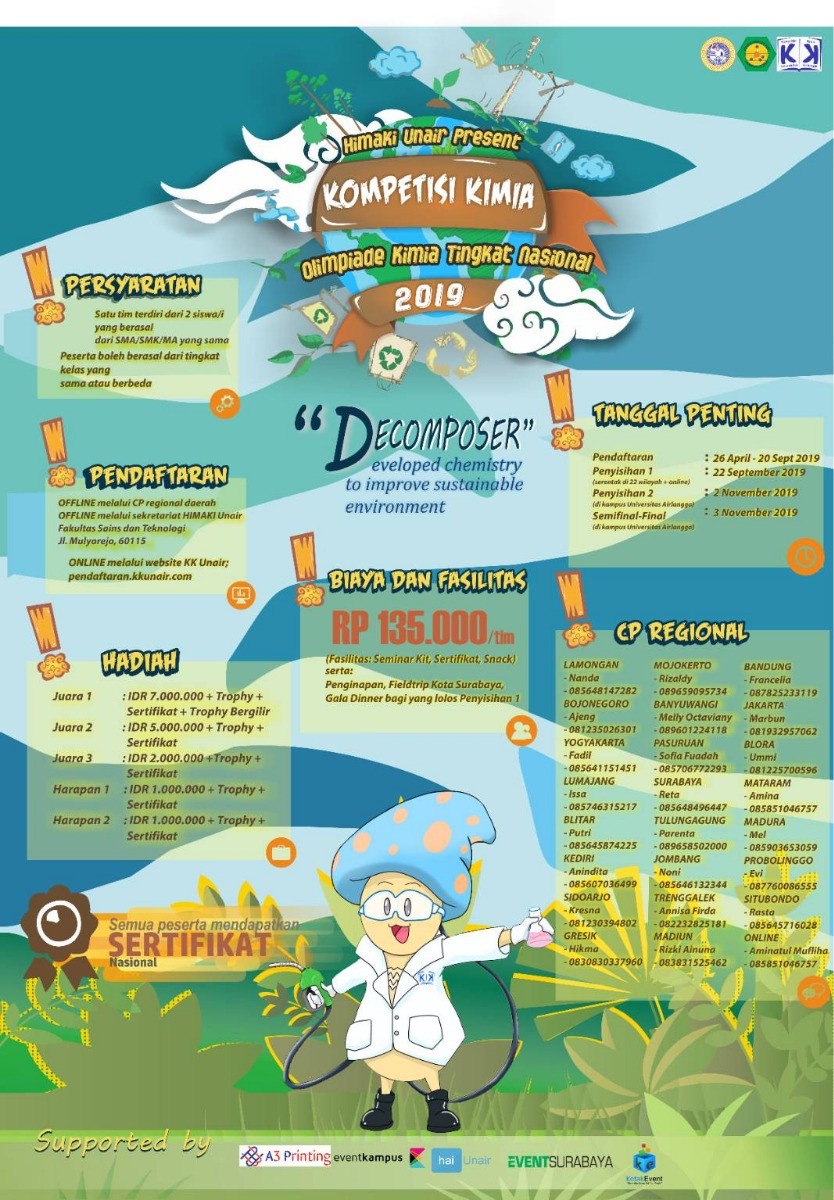 Himaki Unair Present
KOMPETISI KIMIA
Olimpiade Kimia Tingkat Nasional
2019
PERSYARATAN
Satu tim terdiri dari 2 siswa/i
yang berasal
dari SMA/SMK/MA yang sama
Peserta boleh berasal dari tingkat
kelas yang
sama atau berbeda
PENDAFTARAN
OFFLINE melalui CP regional daerah
OFFLINE melalui sekretariat HIMAKI Unair
Fakultas Sains dan Teknologi
Jl. Mulyorejo, 60115
ONLINE melalui website KK Unair;
pendaftaran.kkunair.com
HADIAH
Juara 1 : IDR 7.000.000 + Trophy +
Sertifikat + Trophy Bergilir
Juara 2 : IDR 5.000.000 + Trophy +
Sertifikat
Juara 3 : IDR 2.000.000 +Trophy +
Sertifikat
Harapan 1 : IDR 1.000.000 + Trophy +
Sertifikat
Harapan 2 : IDR 1.000.000 + Trophy +
Sertifikat
Semua peserta mendapatkan
SERTIFIKAT
Nasional
“DECOMPOSER”
eveloped chemistry
to improve sustainable
environment
BIAYA DAN FASILITAS
RP 135.000/tim
(Fasilitas: Seminar Kit, Sertifikat, Snack)
serta:
Penginapan, Fieldtrip Kota Surabaya,
Gala Dinner bagi yang lolos Penyisihan 1
TANGGAL PENTING
Pendaftaran : 26 April - 20 Sept 2019
Penyisihan 1 : 22 September 2019
(serentak di 22 wilayah + online)
Penyisihan 2 : 2 November 2019
(di kampus Universitas Airlangga)
Semifinal-Final : 3 November 2019
(di kampus Universitas Airlangga)
CP REGIONAL
LAMONGAN
- Nanda
- 085648147282
BOJONEGORO
- Ajeng
- 081235026301
YOGYAKARTA
- Fadil
- 085641151451
LUMAJANG
- Issa
- 085746315217
BLITAR
- Putri
- 085645874225
KEDIRI
- Anindita
- 085607036499
SIDOARJO
- Kresna
- 081230394802
GRESIK
- Hikma
- 0830830337960
MOJOKERTO
- Rizaldy
- 089659095734
BANYUWANGI
- Melly Octaviany
- 089601224118
PASURUAN
- Sofia Fuadah
- 085706772293
SURABAYA
- Reta
- 085648496447
TULUNGAGUNG
- Parenta
- 089658502000
JOMBANG
- Noni
- 085646132344
TRENGGALEK
- Annisa Firda
- 082232825181
MADIUN
- Rizki Ainuna
- 083831525462
BANDUNG
- Francelia
- 087825233119
JAKARTA
- Marbun
- 081932957062
BLORA
- Ummi
- 081225700596
MATARAM
- Amina
- 085851046757
MADURA
- Mel
- 085903653059
PROBOLINGGO
- Evi
- 087760086555
SITUBONDO
- Rasta
- 085645716028
ONLINE
- Aminatul Mufliha
- 085851046757
Supported by
A3 Printing
eventkampus
hai Unair
EVENTSURABAYA
KotakEvent